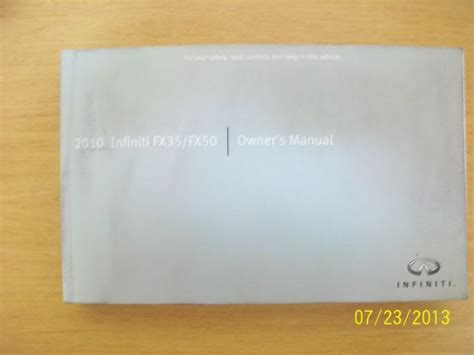 For your safety, read carefully and keep in this vehicle.
2010 Infiniti FX35/FX50 | Owner's Manual
INFINITI.
07/23/2013